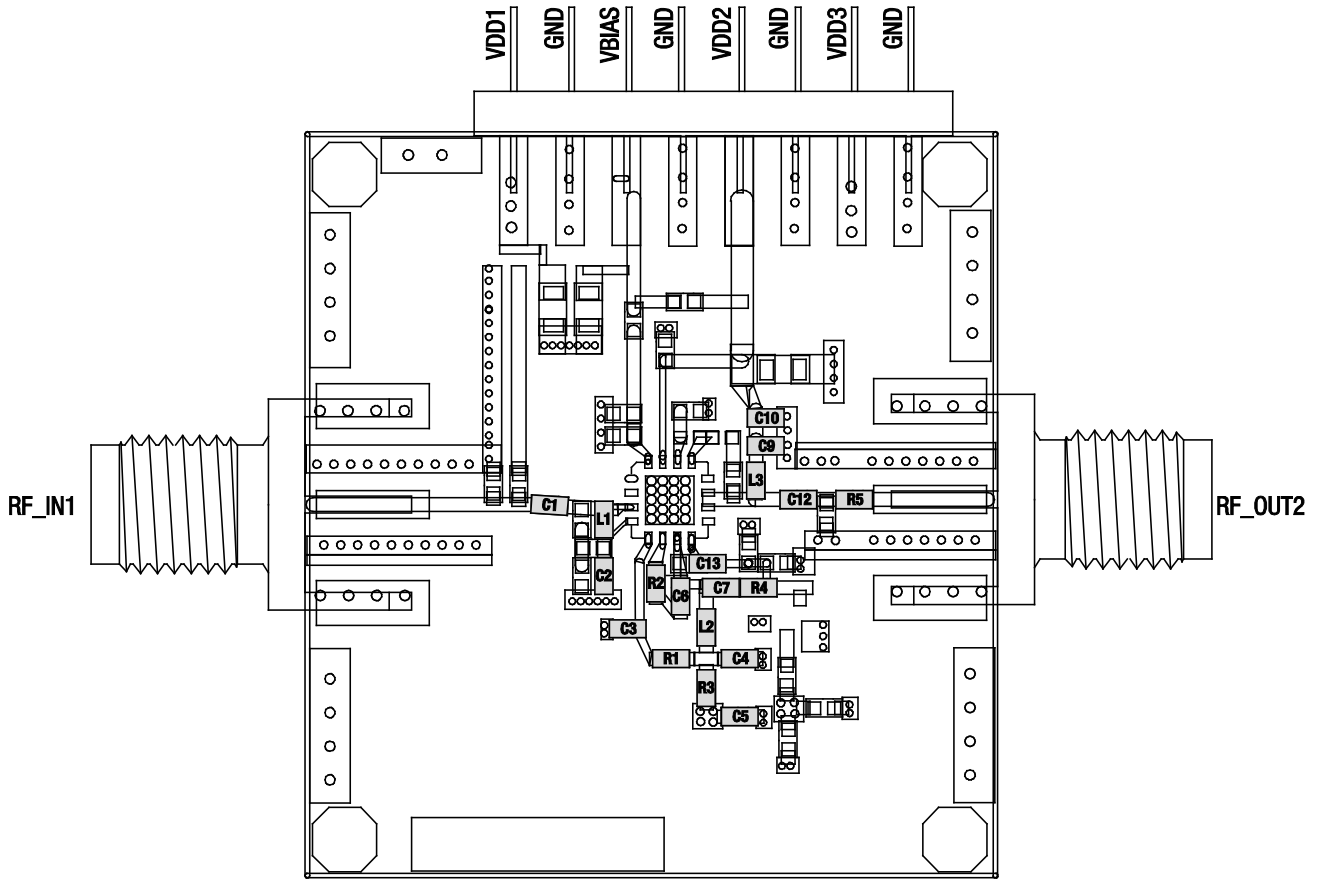 VDD1
GND
VBIAS
GND
VDD2
GND
VDD3
GND
C10
C9
L3
C12
R5
RF_IN1
RF_OUT2
C1
L1
C13
C2
R2
C6
C7
R4
C3
L2
R1
C4
R3
C5